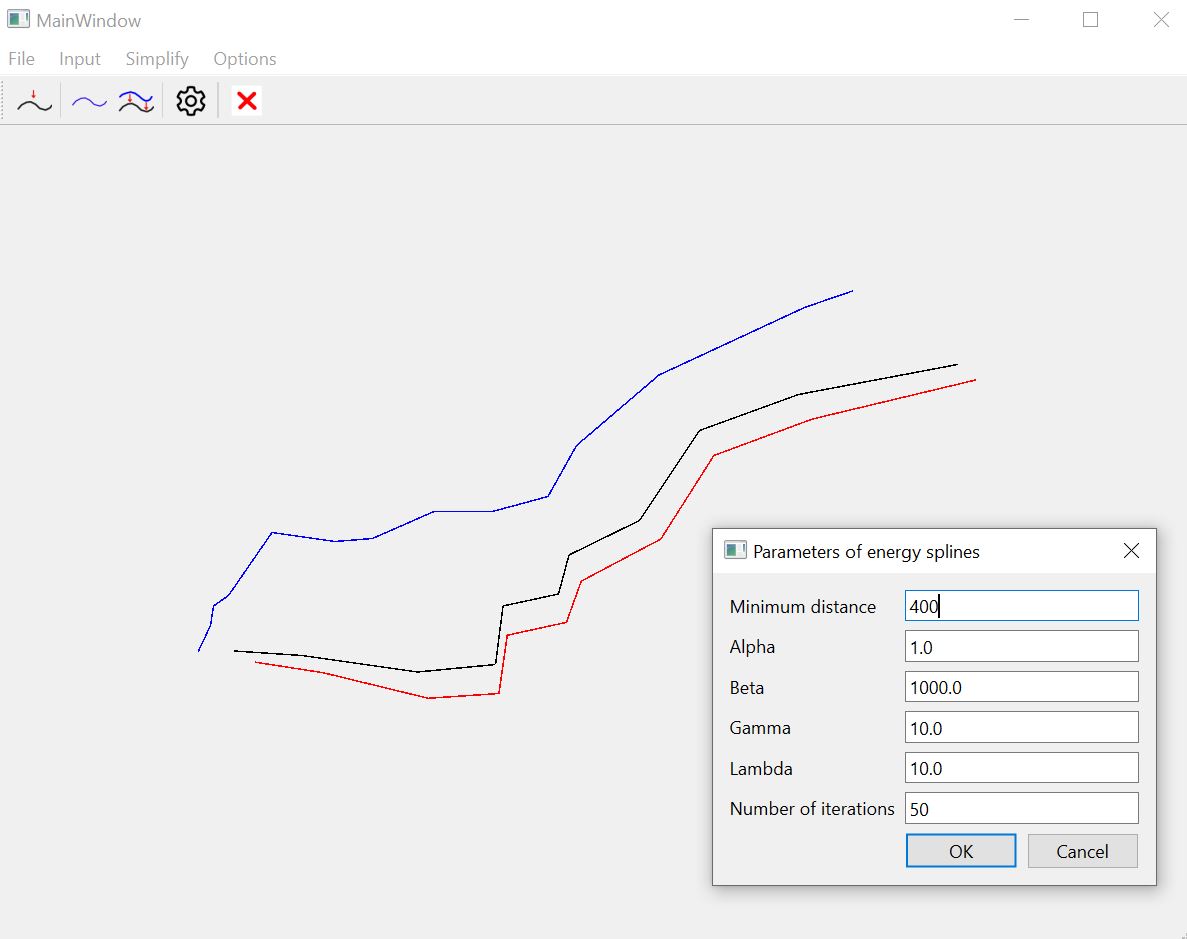 MainWindow
File Input Simplify Options
Parameters of energy splines
Minimum distance 400
Alpha 1.0
Beta 1000.0
Gamma 10.0
Lambda 10.0
Number of iterations 50
OK Cancel